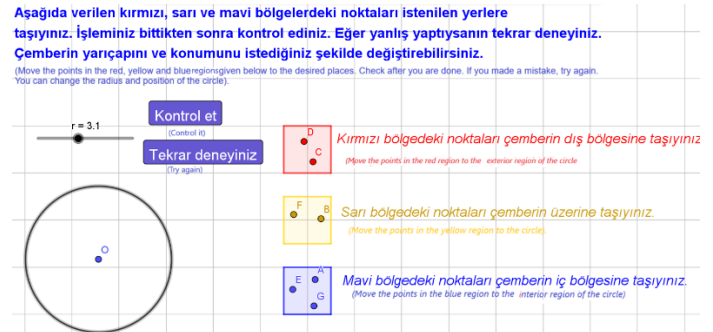 Aşağıda verilen kırmızı, sarı ve mavi bölgelerdeki noktaları istenilen yerlere
taşıyınız. İşleminiz bittikten sonra kontrol ediniz. Eğer yanlış yaptıysanın tekrar deneyiniz.
Çemberin yarıçapını ve konumunu istediğiniz şekilde değiştirebilirsiniz.
(Move the points in the red, yellow and blueregionsgiven below to the desired places. Check after you are done. If you made a mistake, try again.
You can change the radius and position of the circle).
r = 3.1
Kontrol et
(Control it)
Tekrar deneyiniz
(Try again)
D
C
Kırmızı bölgedeki noktaları çemberin dış bölgesine taşıyınız
(Move the points in the red region to the exterior region of the circle
F
B
Sarı bölgedeki noktaları çemberin üzerine taşıyınız.
(Move the points in the yellow region to the circle).
O
A
E
G
Mavi bölgedeki noktaları çemberin iç bölgesine taşıyınız.
(Move the points in the blue region to the interior region of the circle)